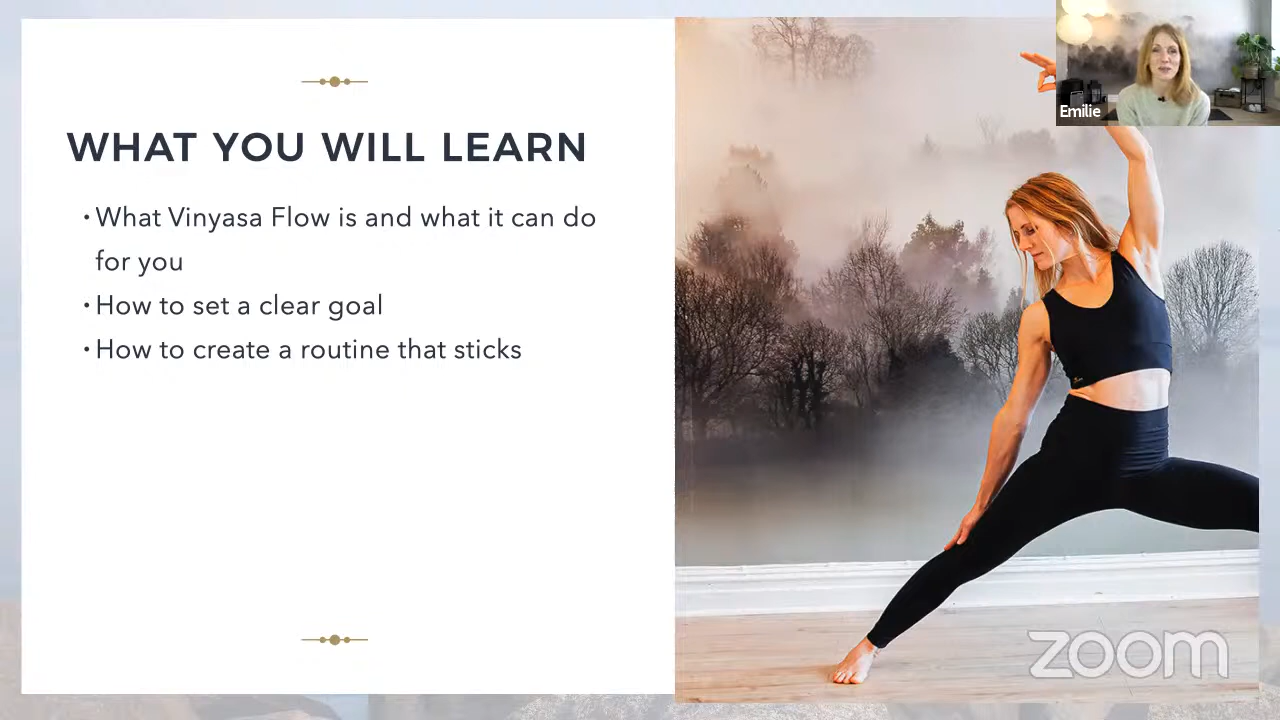 WHAT YOU WILL LEARN
• What Vinyasa Flow is and what it can do
for you
• How to set a clear goal
• How to create a routine that sticks
Emilie
zoom